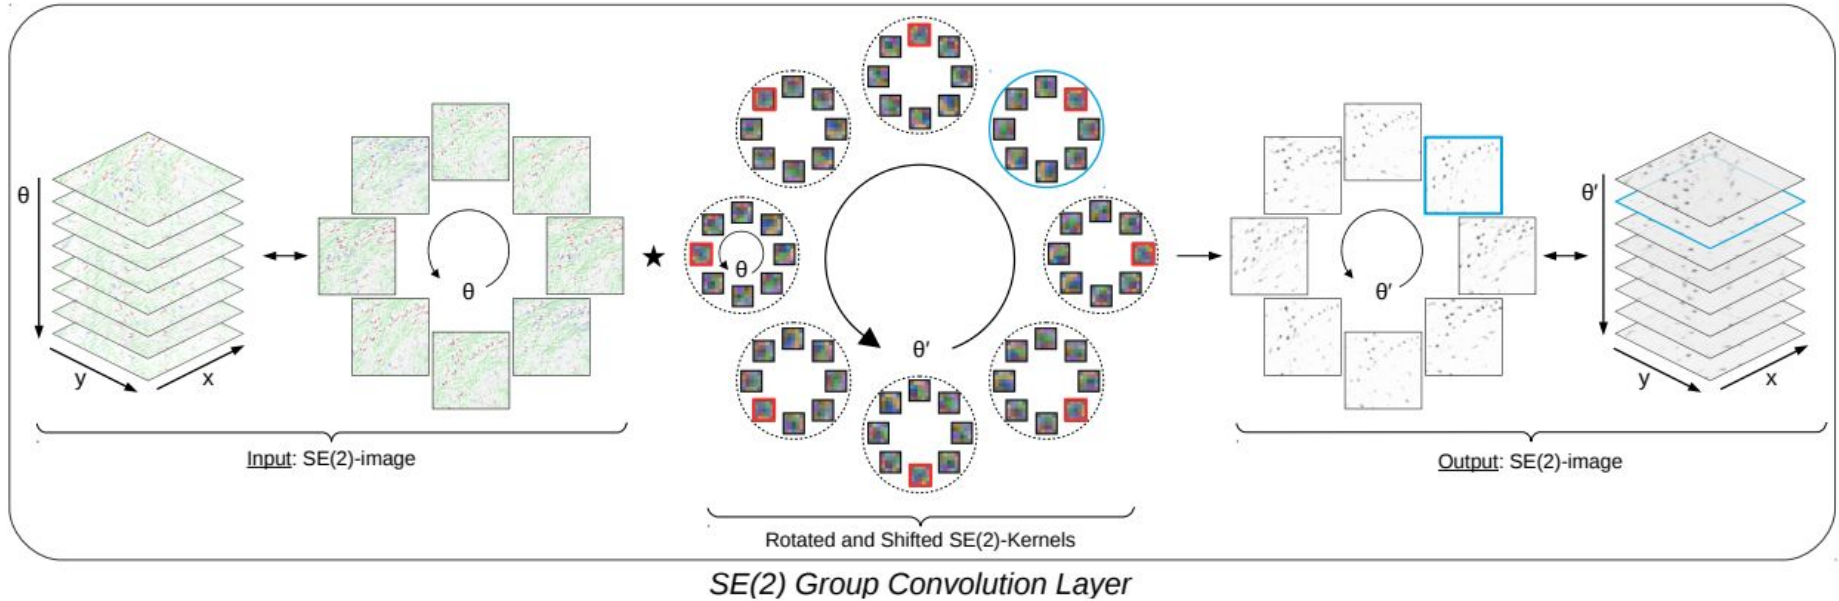 θ
y
x
θ
Input: SE(2)-image
★
θ
θ′
Rotated and Shifted SE(2)-Kernels
θ′
θ′
y
x
Output: SE(2)-image
SE(2) Group Convolution Layer